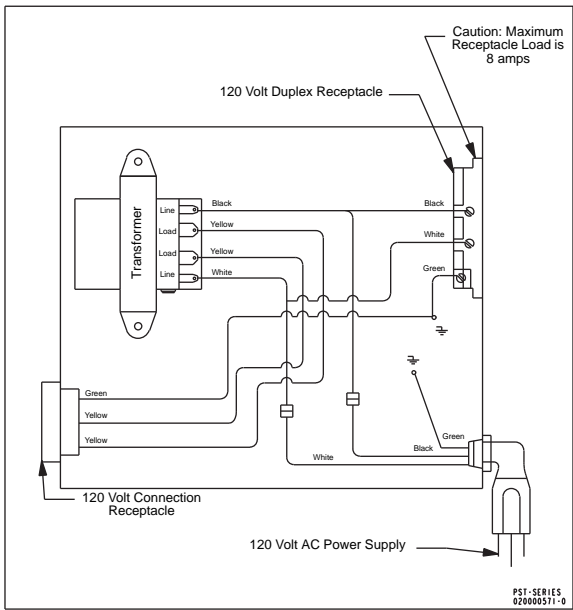 Caution: Maximum
Receptacle Load is
8 amps
120 Volt Duplex Receptacle
Transformer
Line
Load
Load
Line
Black
Yellow
Yellow
White
Black
White
Green
Green
Yellow
Yellow
Green
Black
White
120 Volt Connection
Receptacle
120 Volt AC Power Supply
PST-SERIES
020000571-0